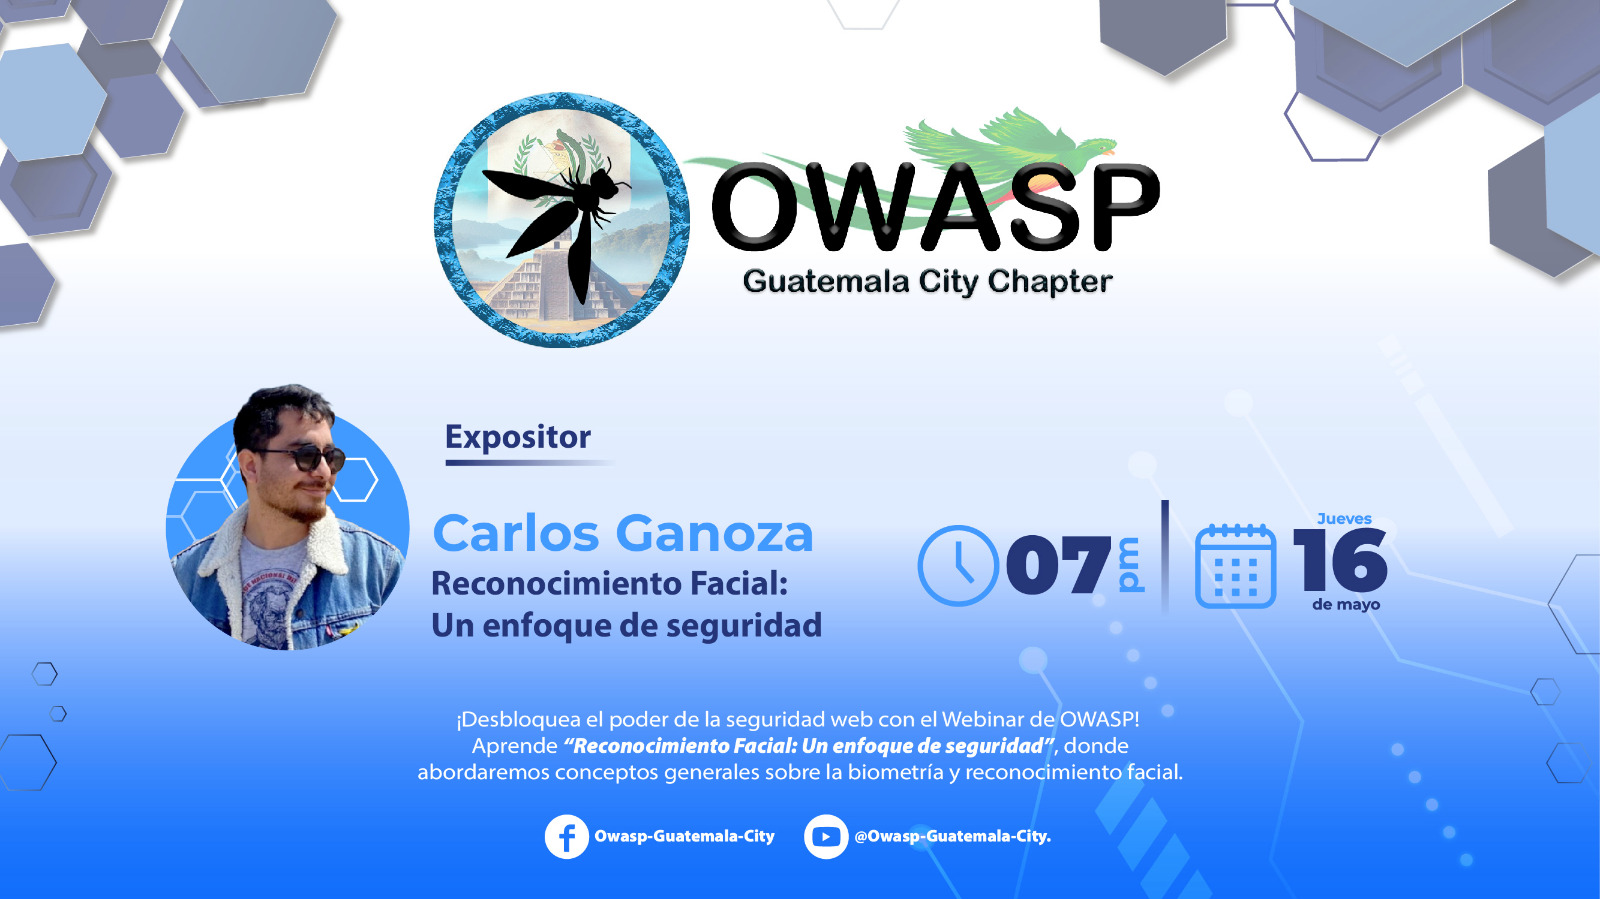 OWASP
Guatemala City Chapter
Expositor
Carlos Ganoza
Reconocimiento Facial:
Un enfoque de seguridad
07 pm
Jueves
16
de mayo
¡Desbloquea el poder de la seguridad web con el Webinar de OWASP!
Aprende “Reconocimiento Facial: Un enfoque de seguridad”, donde
abordaremos conceptos generales sobre la biometría y reconocimiento facial.
Owasp-Guatemala-City
@Owasp-Guatemala-City.